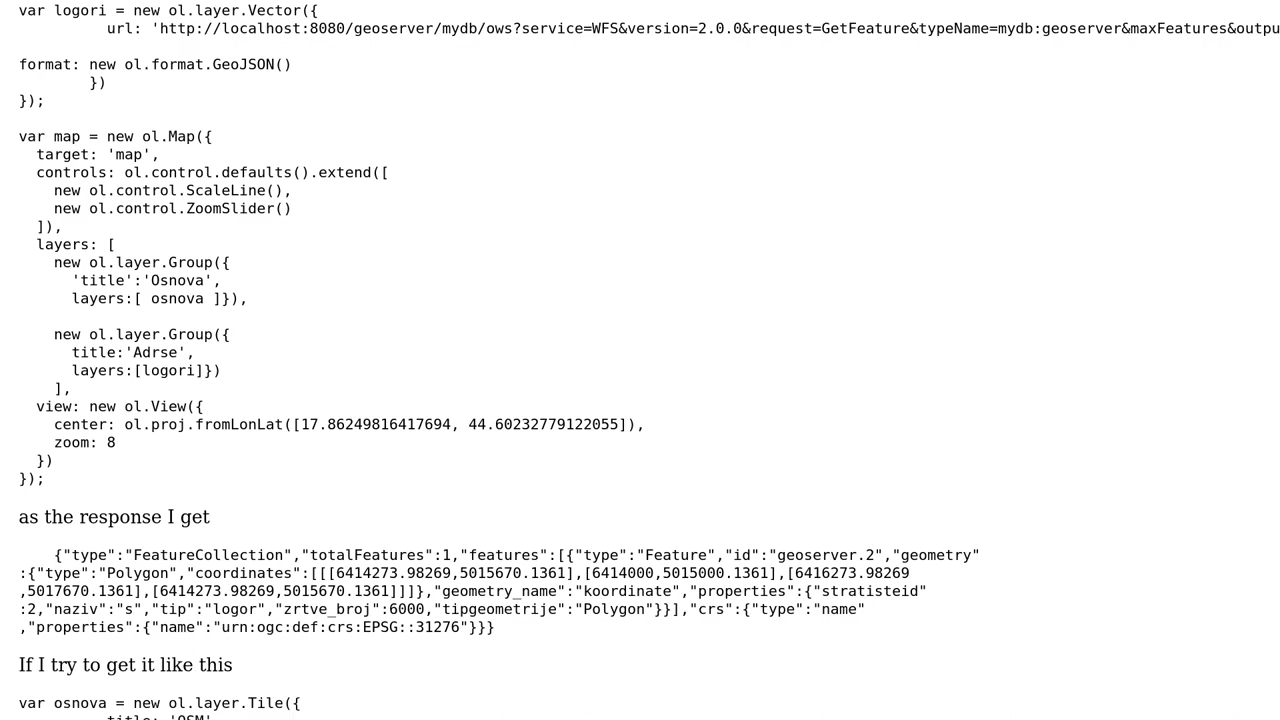 var logori = new ol.layer.Vector({
          url: 'http://localhost:8080/geoserver/mydb/ows?service=WFS&version=2.0.0&request=GetFeature&typeName=mydb:geoserver&maxFeatures&outpu
format: new ol.format.GeoJSON()
        })
});
var map = new ol.Map({
  target: 'map',
  controls: ol.control.defaults().extend([
    new ol.control.ScaleLine(),
    new ol.control.ZoomSlider()
  ]),
  layers: [
    new ol.layer.Group({
      'title':'Osnova',
      layers:[ osnova ]}),
    new ol.layer.Group({
      title:'Adrse',
      layers:[logori]})
    ],
  view: new ol.View({
    center: ol.proj.fromLonLat([17.86249816417694, 44.60232779122055]),
    zoom: 8
  })
});
as the response I get
    {"type":"FeatureCollection","totalFeatures":1,"features":[{"type":"Feature","id":"geoserver.2","geometry"
:{"type":"Polygon","coordinates":[[[6414273.98269,5015670.1361],[6414000,5015000.1361],[6416273.98269
,5017670.1361],[6414273.98269,5015670.1361]]]},"geometry_name":"koordinate","properties":{"stratisteid"
:2,"naziv":"s","tip":"logor","zrtve_broj":6000,"tipgeometrije":"Polygon"}}],"crs":{"type":"name"
,"properties":{"name":"urn:ogc:def:crs:EPSG::31276"}}}
If I try to get it like this
var osnova = new ol.layer.Tile({
          title: 'OSM'